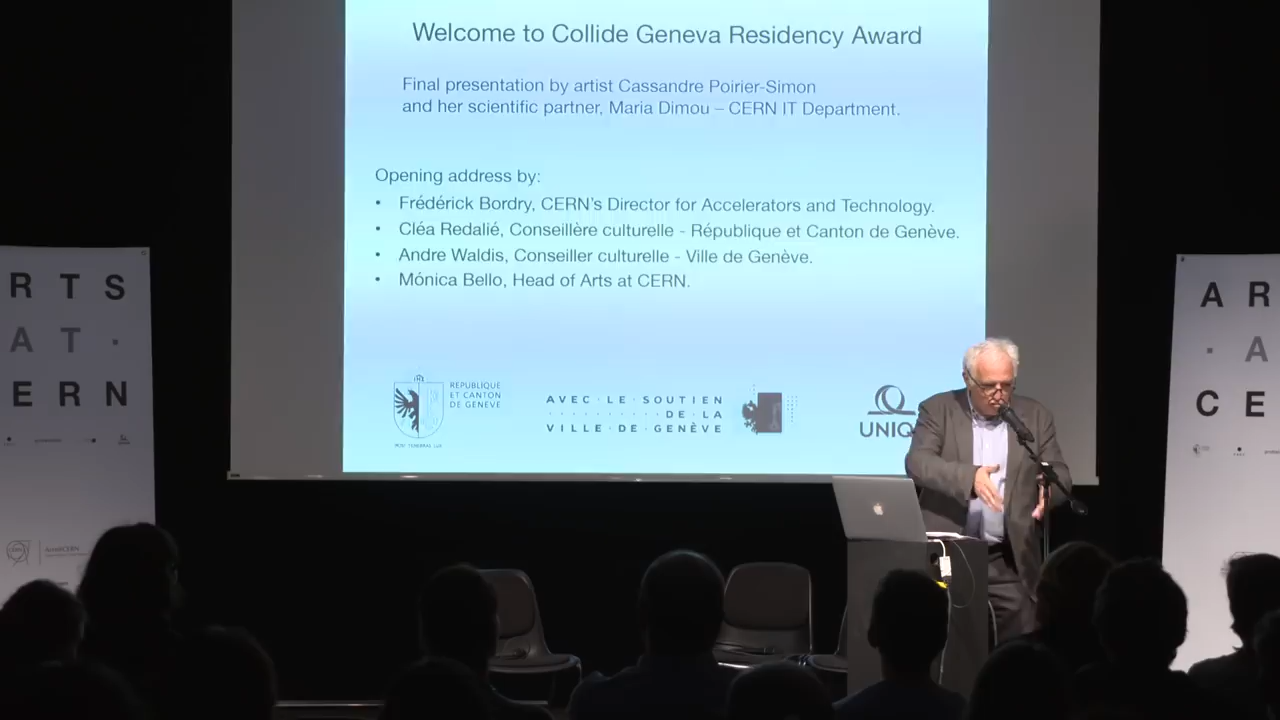 Welcome to Collide Geneva Residency Award
Final presentation by artist Cassandre Poirier-Simon
and her scientific partner, Maria Dimou – CERN IT Department.
Opening address by:
• Frédérick Bordry, CERN's Director for Accelerators and Technology.
• Cléa Redalié, Conseillère culturelle - République et Canton de Genève.
• Andre Waldis, Conseiller culturelle - Ville de Genève.
• Mónica Bello, Head of Arts at CERN.
REPUBLIQUE
ET CANTON
DE GENEVE
POST TENEBRAS LUX
AVEC·LE·SOUTIEN
DE·LA
VILLE·DE·GENÈVE
UNIQ
RTS
AT·
ERN
AR
·A
CE